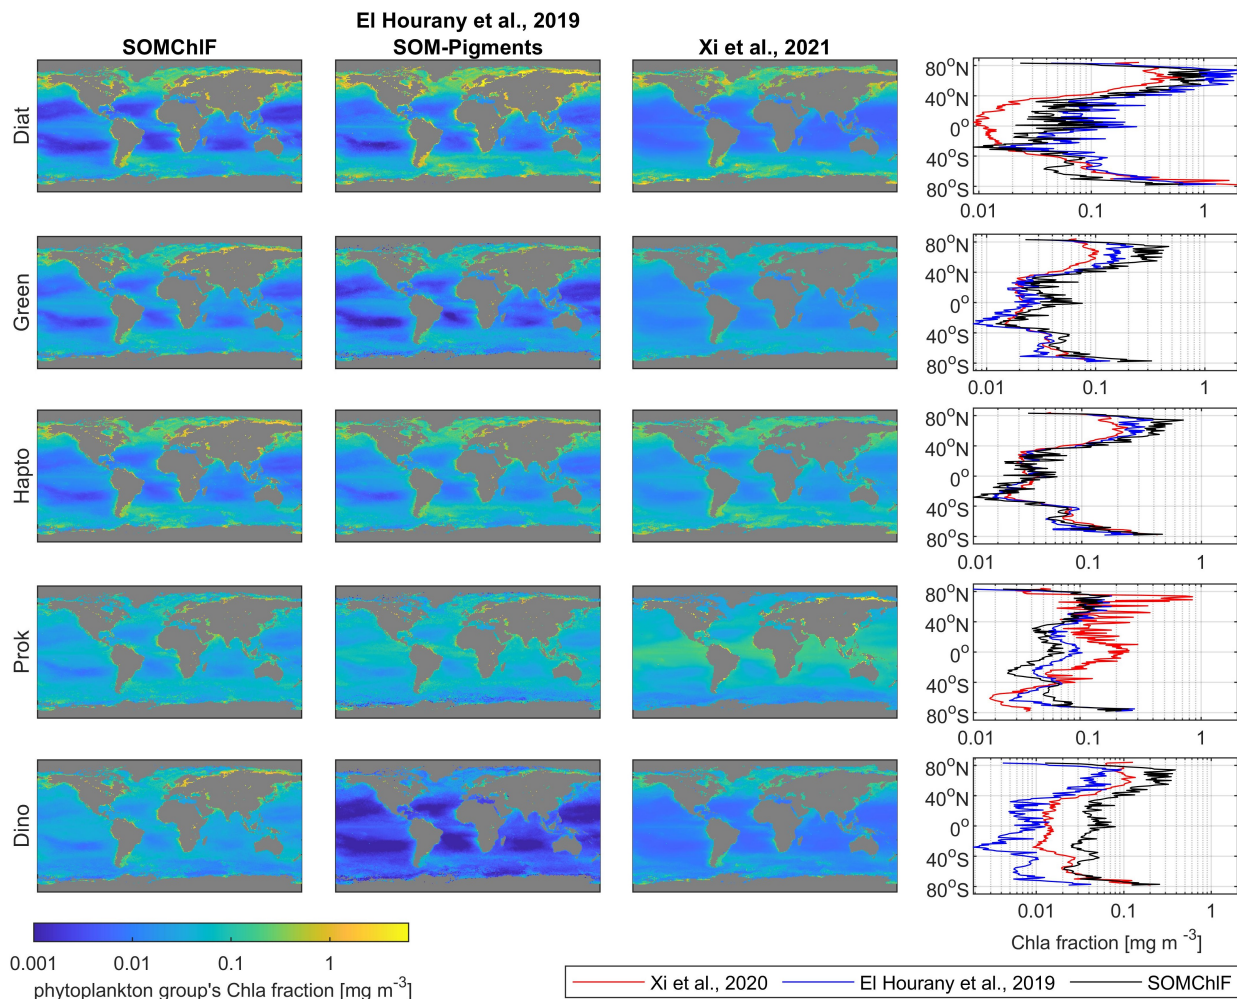 El Hourany et al., 2019
SOMChlF SOM-Pigments Xi et al., 2021
Diat
80°N
40°N
0°
40°S
80°S
0.01 0.1 1
Green
80°N
40°N
0°
40°S
80°S
0.01 0.1 1
Hapto
80°N
40°N
0°
40°S
80°S
0.01 0.1 1
Prok
80°N
40°N
0°
40°S
80°S
0.01 0.1 1
Dino
80°N
40°N
0°
40°S
80°S
0.01 0.1 1
Chla fraction [mg m -3]
0.001 0.01 0.1 1
phytoplankton group's Chla fraction [mg m-3]
Xi et al., 2020 El Hourany et al., 2019 SOMChlF